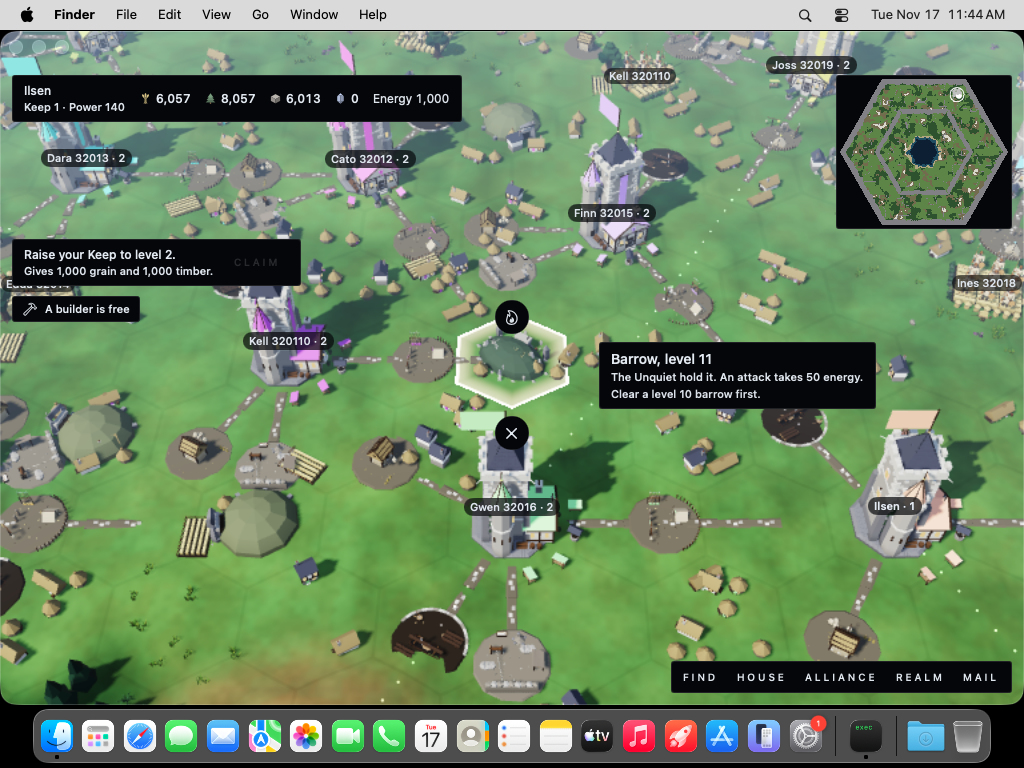 Finder File Edit View Go Window Help
Tue Nov 17 11:44 AM
Joss 32019 · 2
Kell 320110
Ilsen
Keep 1 · Power 140
6,057 8,057 6,013 0 Energy 1,000
Dara 32013 · 2
Cato 32012 · 2
Finn 32015 · 2
Raise your Keep to level 2.
Gives 1,000 grain and 1,000 timber.
CLAIM
Ines 32018
A builder is free
Kell 320110 · 2
Barrow, level 11
The Unquiet hold it. An attack takes 50 energy.
Clear a level 10 barrow first.
Gwen 32016 · 2
Ilsen · 1
FIND HOUSE ALLIANCE REALM MAIL
Tue
17
tv
1
exec